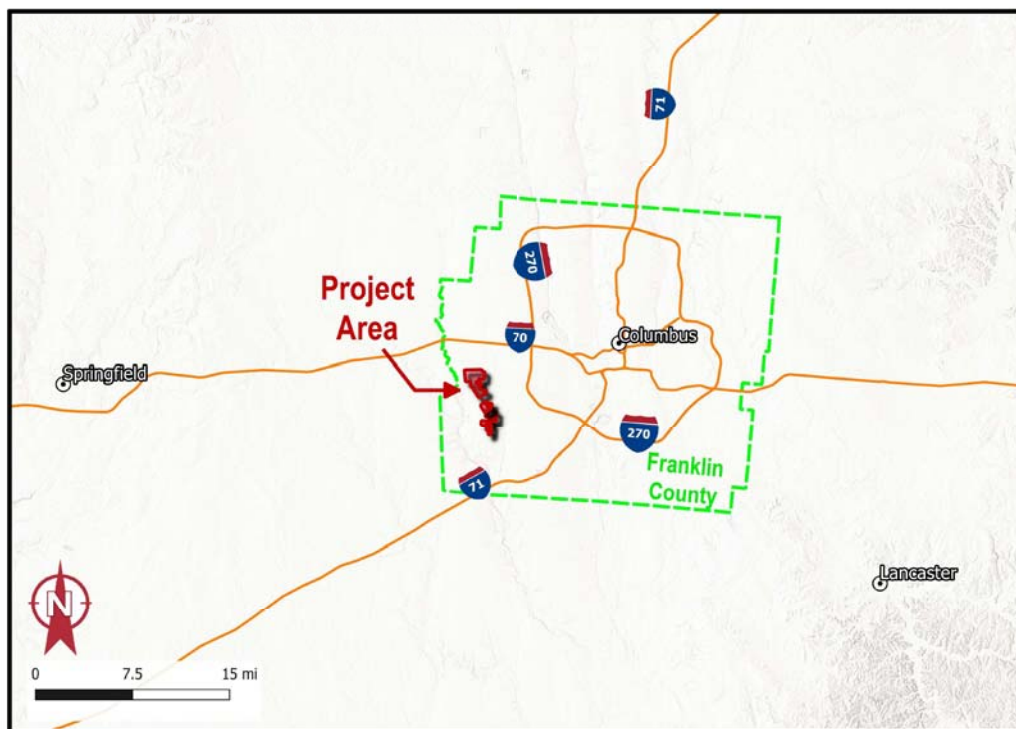 71
270
Project
Area
70
Columbus
Springfield
270
Franklin
County
71
Lancaster
N
0 7.5 15 mi